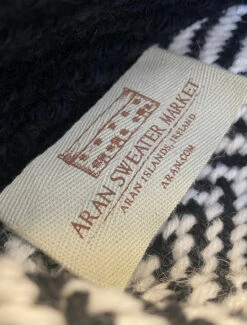 ARAN SWEATER MARKET
ARAN ISLANDS, IRELAND
ARAN.COM